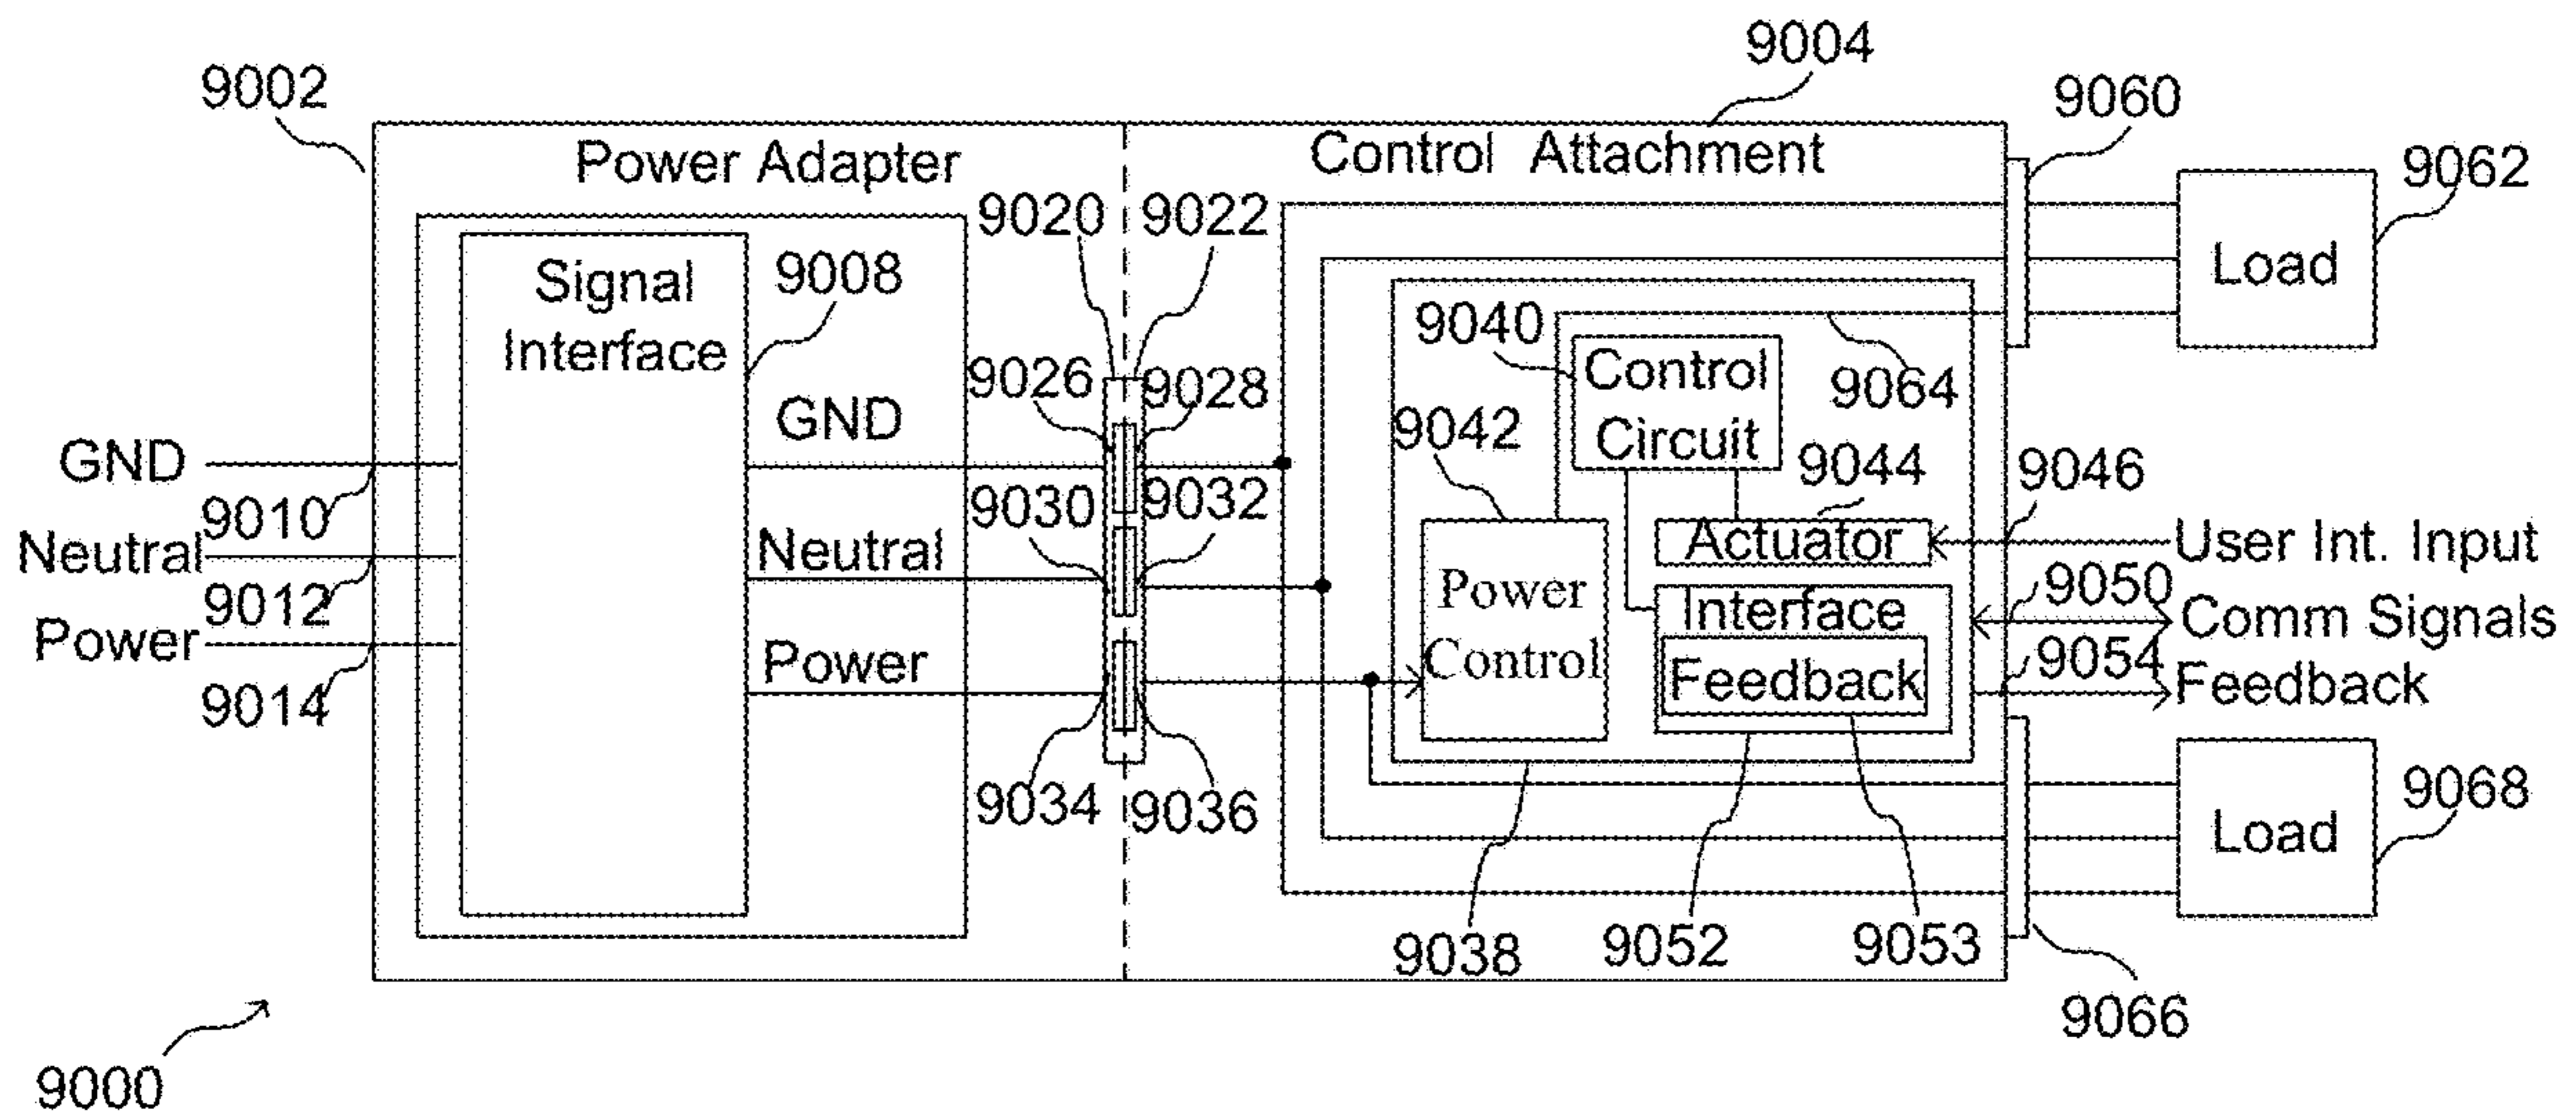 9004
9002
9060
Power Adapter
Control Attachment
9062
9020
9022
Signal
Interface
9008
Load
9040
Control
Circuit
9064
9026
9028
GND
9042
GND
9044
9046
9010
9030
9032
Neutral
Neutral
Actuator
User Int. Input
9012
Power
Control
Interface
9050
Comm Signals
Power
Power
Feedback
9054
Feedback
9014
9034
9036
9068
Load
9038
9052
9053
9066
9000